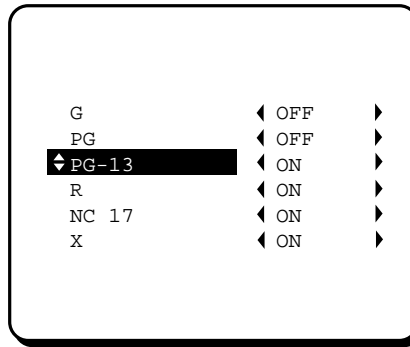 G OFF
PG OFF
PG-13 ON
R ON
NC 17 ON
X ON